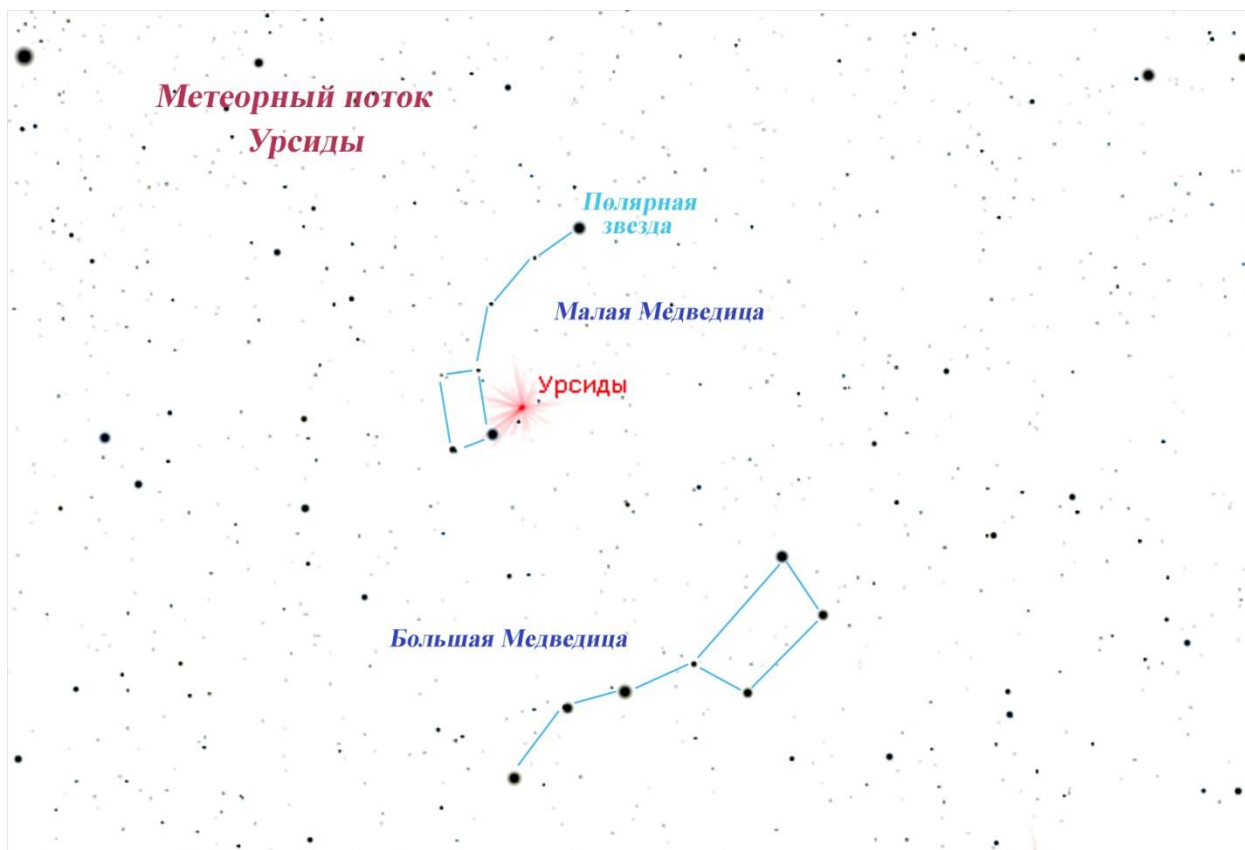 Метеорный поток
Урсиды
Полярная
звезда
Малая Медведица
Урсиды
Большая Медведица